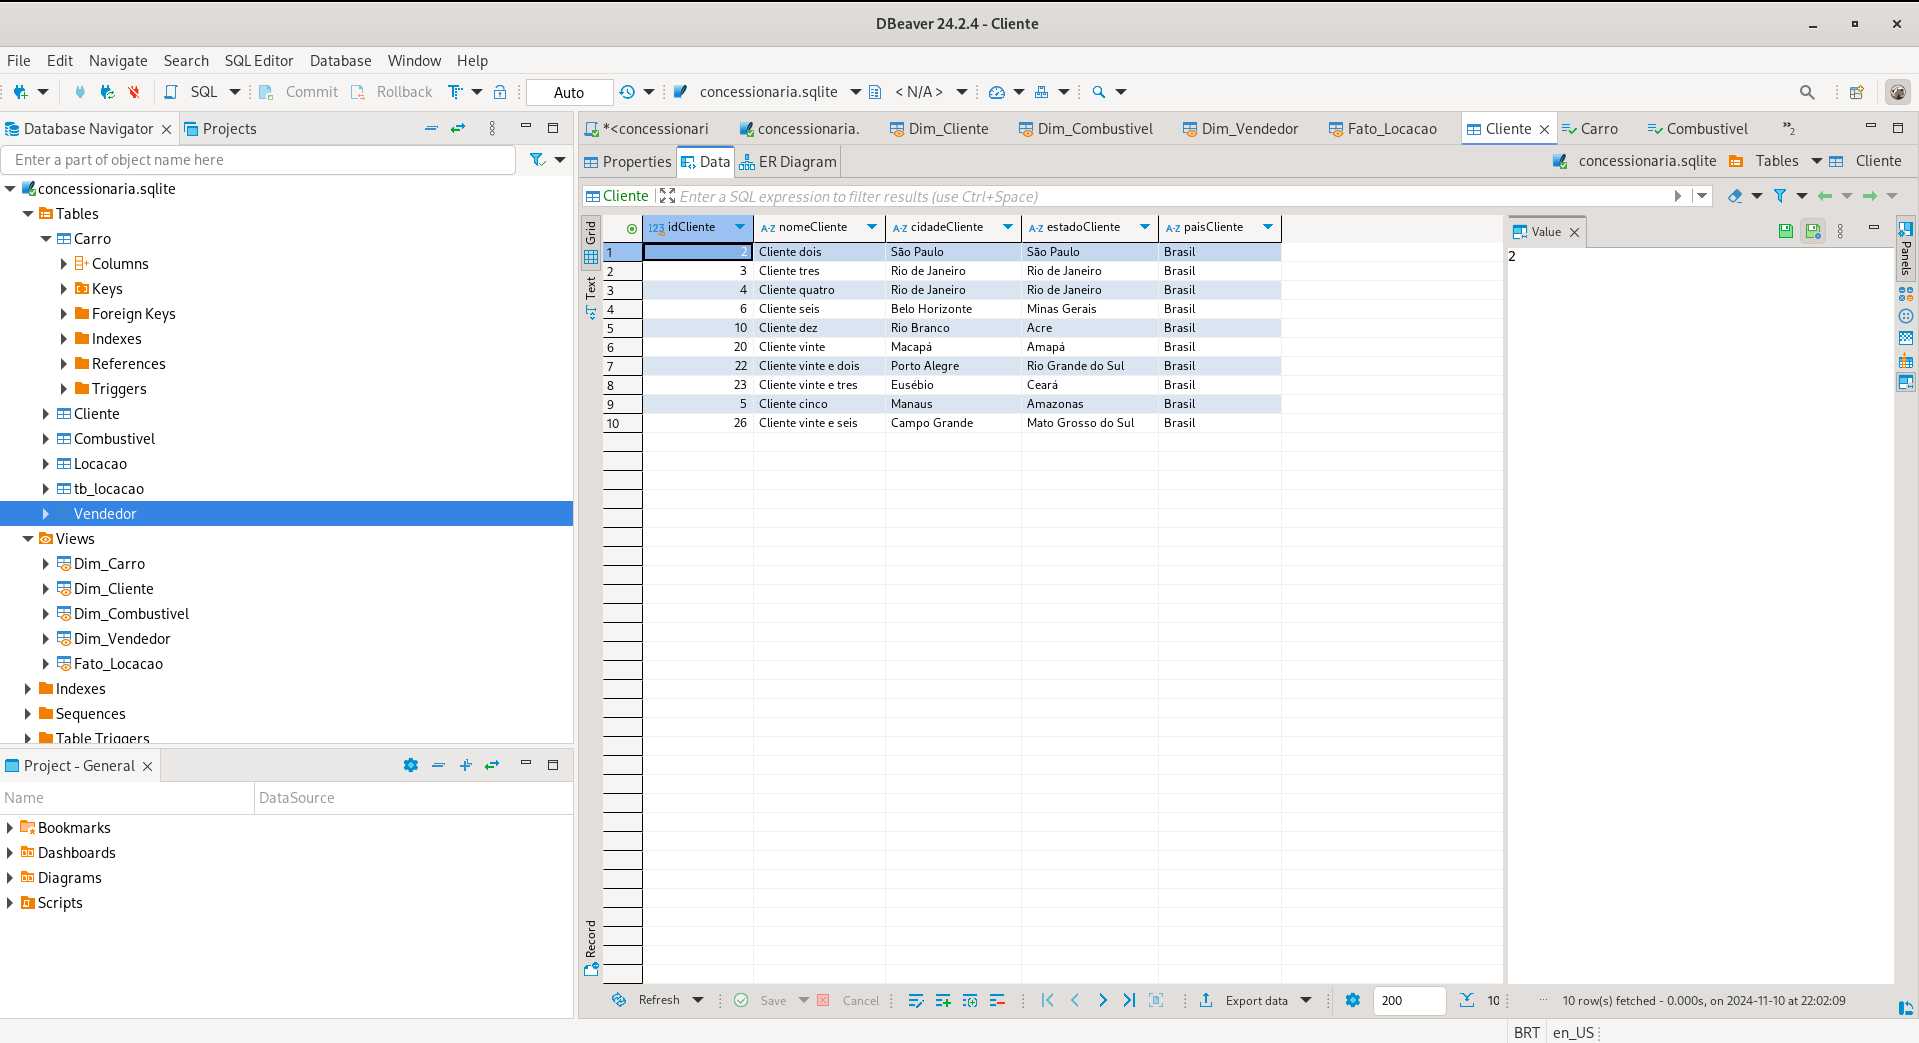 DBeaver 24.2.4 - Cliente
File Edit Navigate Search SQL Editor Database Window Help
SQL Commit Rollback Auto concessionaria.sqlite < N/A >
Database Navigator Projects
Enter a part of object name here
concessionaria.sqlite
Tables
Carro
Columns
Keys
Foreign Keys
Indexes
References
Triggers
Cliente
Combustivel
Locacao
tb_locacao
Vendedor
Views
Dim_Carro
Dim_Cliente
Dim_Combustivel
Dim_Vendedor
Fato_Locacao
Indexes
Sequences
Table Triggers
Project - General
Name DataSource
Bookmarks
Dashboards
Diagrams
Scripts
*<concessionari concessionaria. Dim_Cliente Dim_Combustivel Dim_Vendedor Fato_Locacao Cliente Carro Combustivel »2
Properties Data ER Diagram concessionaria.sqlite Tables Cliente
Cliente Enter a SQL expression to filter results (use Ctrl+Space)
Grid
Text
Record
123 idCliente A-Z nomeCliente A-Z cidadeCliente A-Z estadoCliente A-Z paisCliente
1 2 Cliente dois São Paulo São Paulo Brasil
2 3 Cliente tres Rio de Janeiro Rio de Janeiro Brasil
3 4 Cliente quatro Rio de Janeiro Rio de Janeiro Brasil
4 6 Cliente seis Belo Horizonte Minas Gerais Brasil
5 10 Cliente dez Rio Branco Acre Brasil
6 20 Cliente vinte Macapá Amapá Brasil
7 22 Cliente vinte e dois Porto Alegre Rio Grande do Sul Brasil
8 23 Cliente vinte e tres Eusébio Ceará Brasil
9 5 Cliente cinco Manaus Amazonas Brasil
10 26 Cliente vinte e seis Campo Grande Mato Grosso do Sul Brasil
Value
2
Panels
Refresh Save Cancel Export data 200 10 ... 10 row(s) fetched - 0.000s, on 2024-11-10 at 22:02:09
BRT en_US